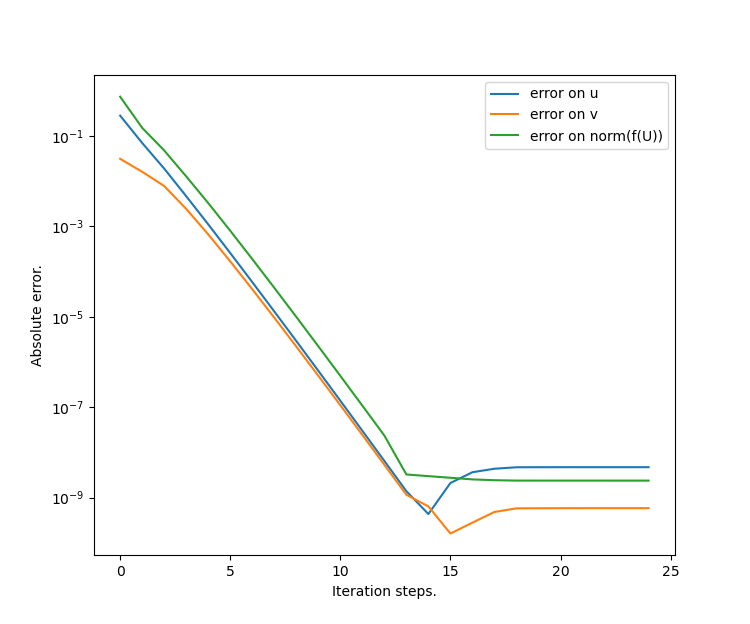 error on u
error on v
error on norm(f(U))
10⁻¹
10⁻³
10⁻⁵
10⁻⁷
10⁻⁹
Absolute error.
0 5 10 15 20 25
Iteration steps.